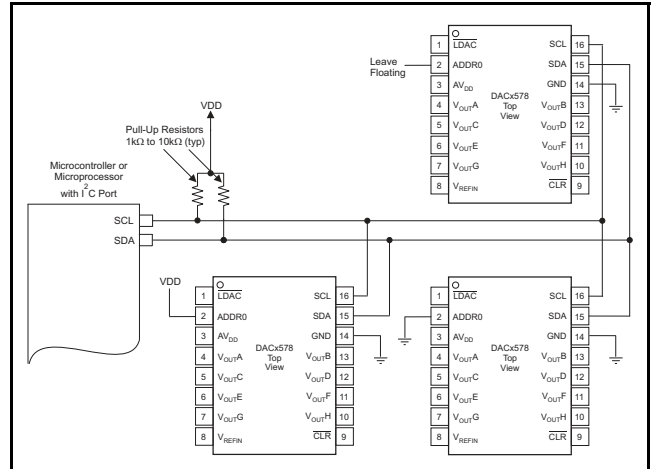 Microcontroller or
Microprocessor
with I²C Port
SCL
SDA
VDD
Pull-Up Resistors
1kΩ to 10kΩ (typ)
Leave
Floating
1 LDAC SCL 16
2 ADDR0 SDA 15
3 AVDD GND 14
4 VOUTA VOUTB 13
5 VOUTC VOUTD 12
6 VOUTE VOUTF 11
7 VOUTG VOUTH 10
8 VREFIN CLR 9
DACx578
Top
View
VDD
1 LDAC SCL 16
2 ADDR0 SDA 15
3 AVDD GND 14
4 VOUTA VOUTB 13
5 VOUTC VOUTD 12
6 VOUTE VOUTF 11
7 VOUTG VOUTH 10
8 VREFIN CLR 9
DACx578
Top
View
1 LDAC SCL 16
2 ADDR0 SDA 15
3 AVDD GND 14
4 VOUTA VOUTB 13
5 VOUTC VOUTD 12
6 VOUTE VOUTF 11
7 VOUTG VOUTH 10
8 VREFIN CLR 9
DACx578
Top
View